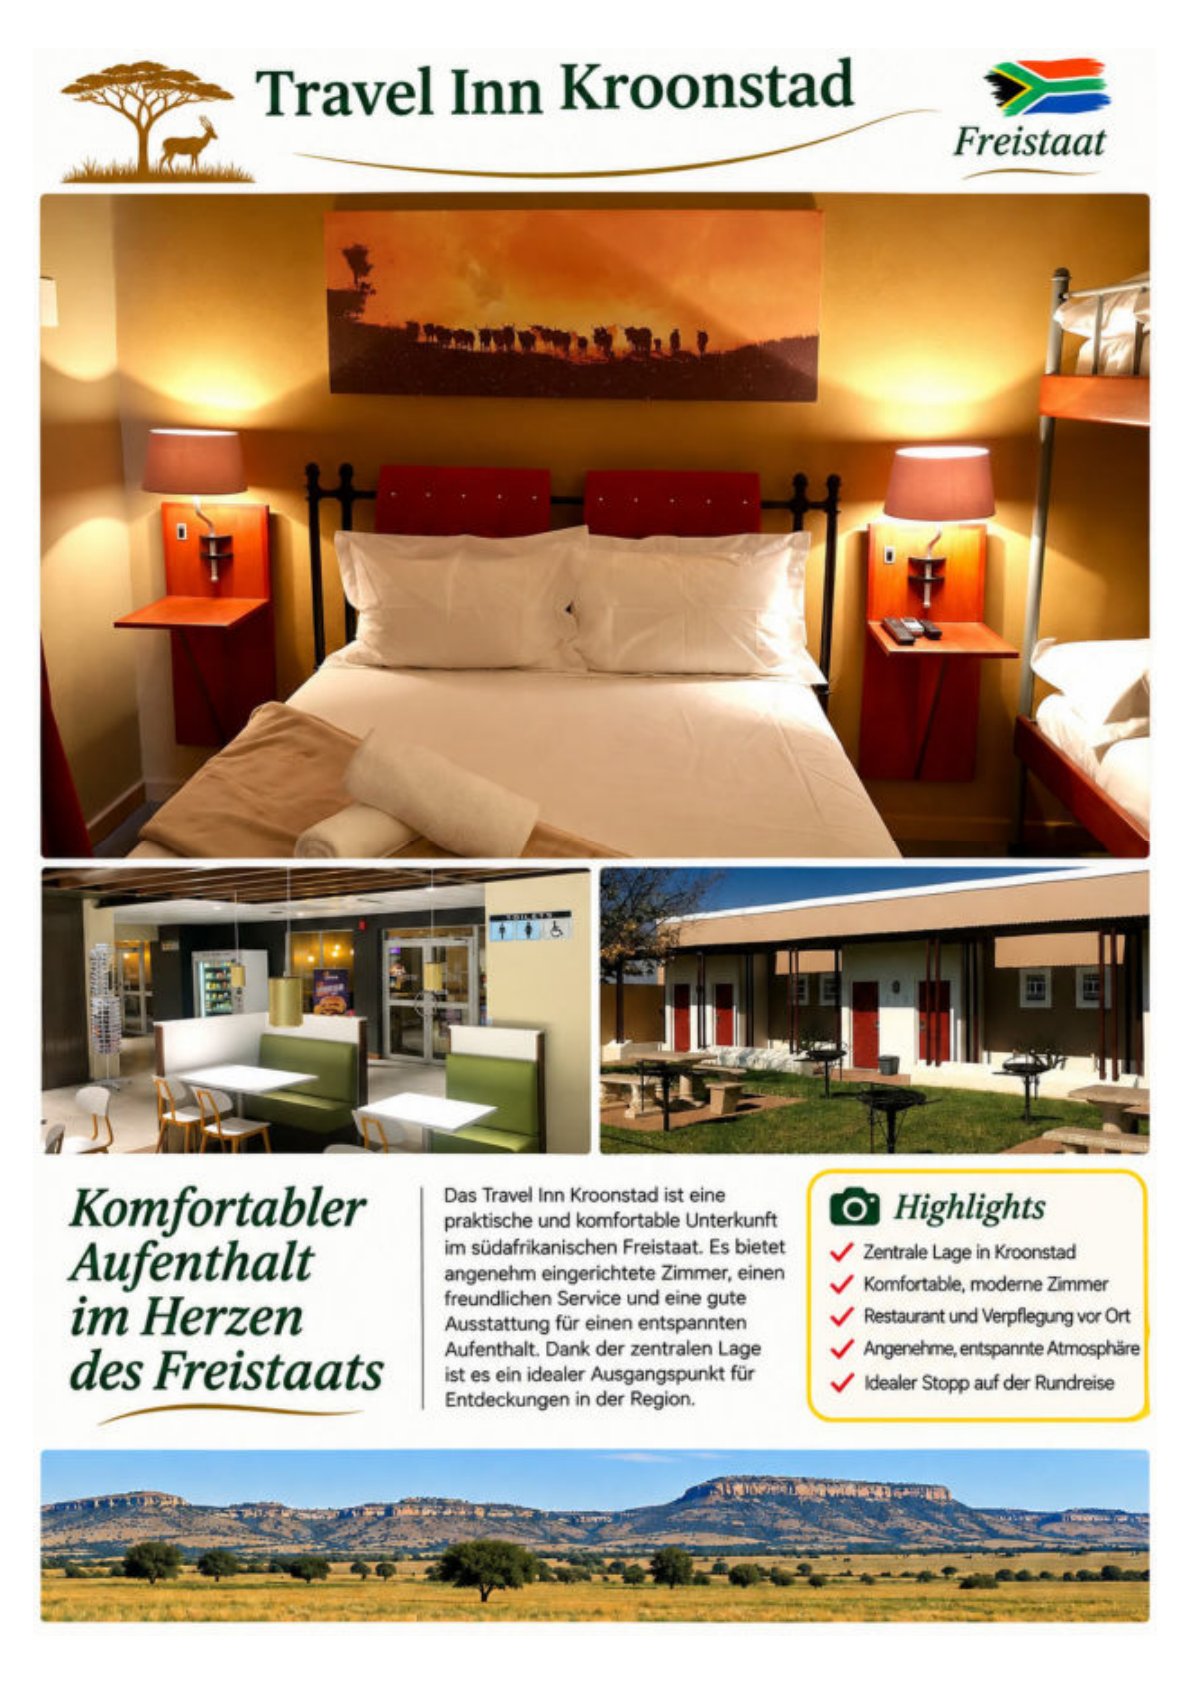 Travel Inn Kroonstad
Freistaat
TOILETS
Komfortabler
Aufenthalt
im Herzen
des Freistaats
Das Travel Inn Kroonstad ist eine
praktische und komfortable Unterkunft
im südafrikanischen Freistaat. Es bietet
angenehm eingerichtete Zimmer, einen
freundlichen Service und eine gute
Ausstattung für einen entspannten
Aufenthalt. Dank der zentralen Lage
ist es ein idealer Ausgangspunkt für
Entdeckungen in der Region.
Highlights
Zentrale Lage in Kroonstad
Komfortable, moderne Zimmer
Restaurant und Verpflegung vor Ort
Angenehme, entspannte Atmosphäre
Idealer Stopp auf der Rundreise